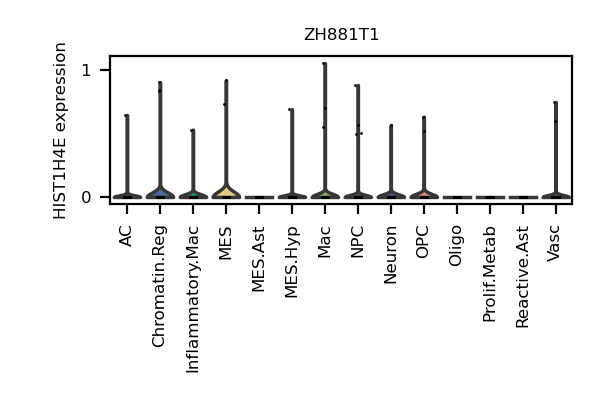 ZH881T1
HIST1H4E expression
1
0
AC
Chromatin.Reg
Inflammatory.Mac
MES
MES.Ast
MES.Hyp
Mac
NPC
Neuron
OPC
Oligo
Prolif.Metab
Reactive.Ast
Vasc